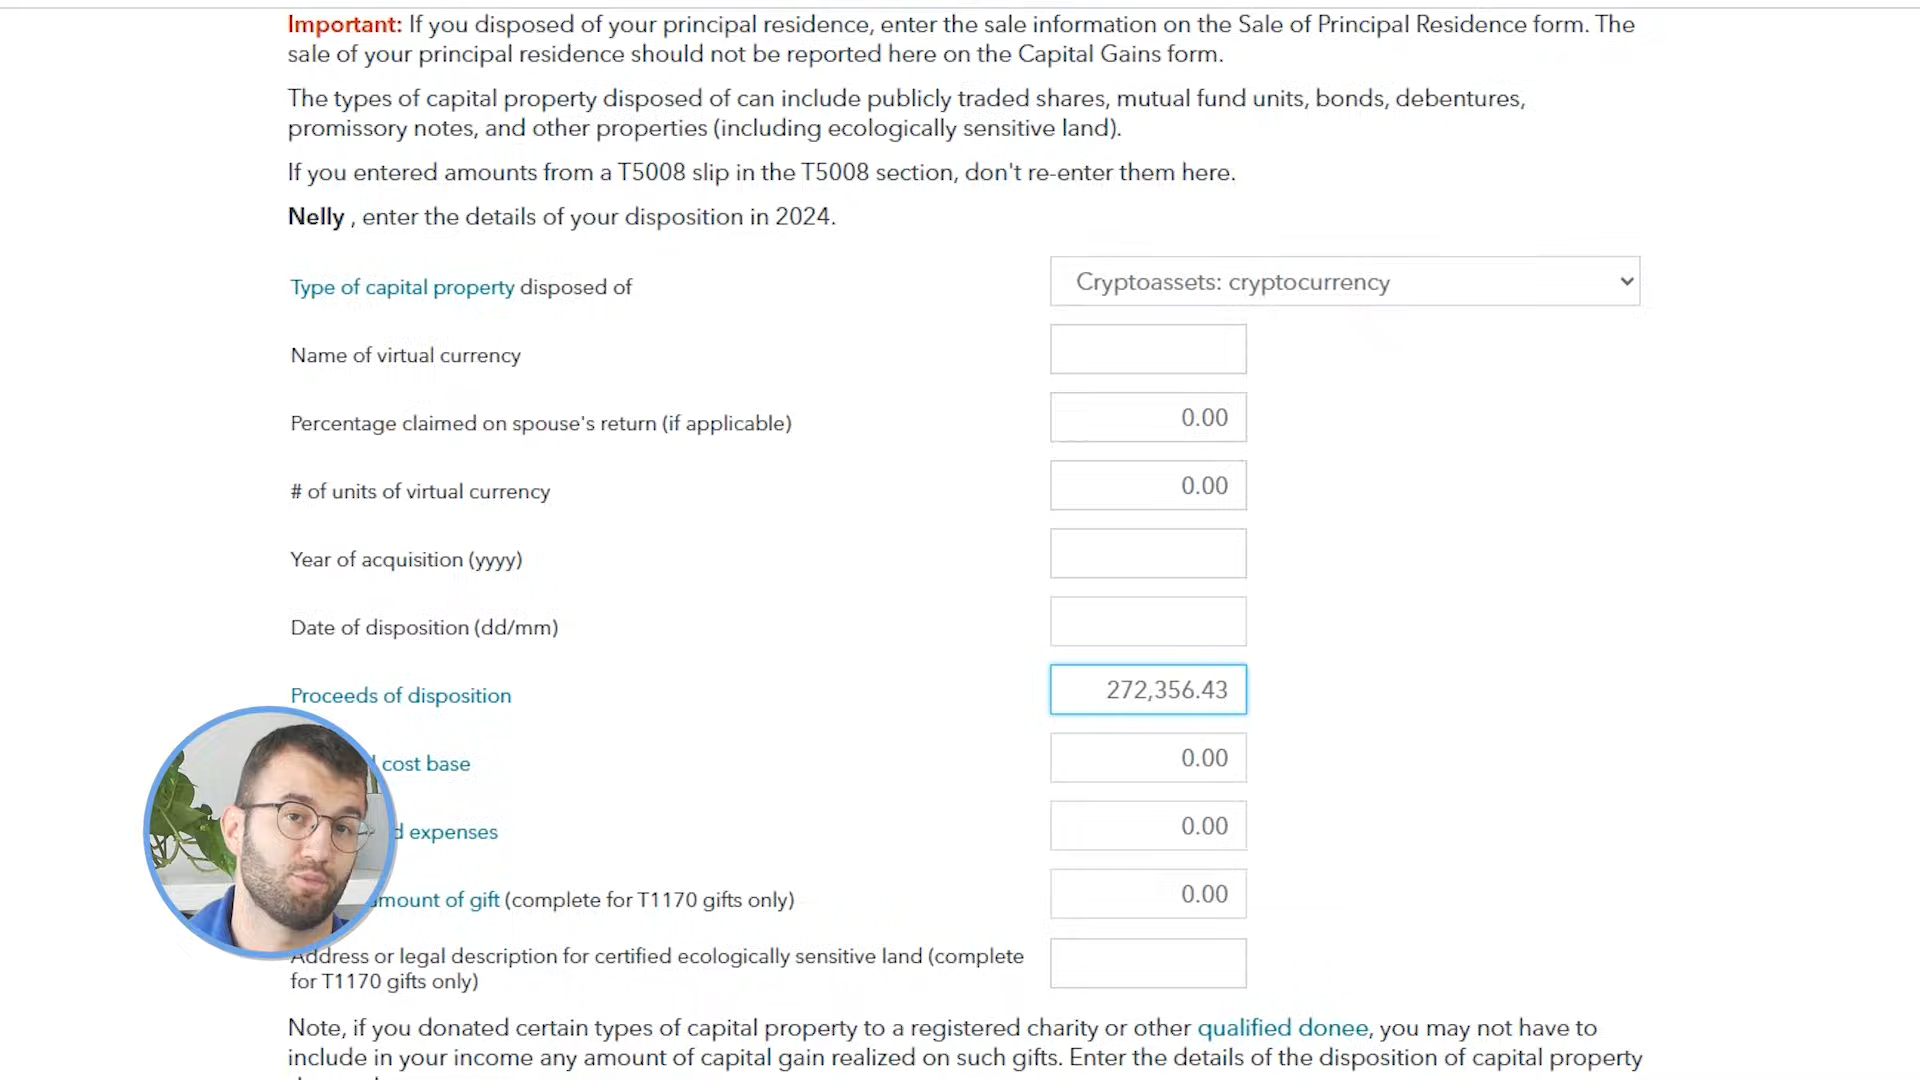 Important: If you disposed of your principal residence, enter the sale information on the Sale of Principal Residence form. The
sale of your principal residence should not be reported here on the Capital Gains form.
The types of capital property disposed of can include publicly traded shares, mutual fund units, bonds, debentures,
promissory notes, and other properties (including ecologically sensitive land).
If you entered amounts from a T5008 slip in the T5008 section, don't re-enter them here.
Nelly , enter the details of your disposition in 2024.
Type of capital property disposed of
Cryptoassets: cryptocurrency
Name of virtual currency
Percentage claimed on spouse's return (if applicable)
0.00
# of units of virtual currency
0.00
Year of acquisition (yyyy)
Date of disposition (dd/mm)
Proceeds of disposition
272,356.43
cost base
0.00
expenses
0.00
of gift (complete for T1170 gifts only)
0.00
Address or legal description for certified ecologically sensitive land (complete
for T1170 gifts only)
Note, if you donated certain types of capital property to a registered charity or other qualified donee, you may not have to
include in your income any amount of capital gain realized on such gifts. Enter the details of the disposition of capital property